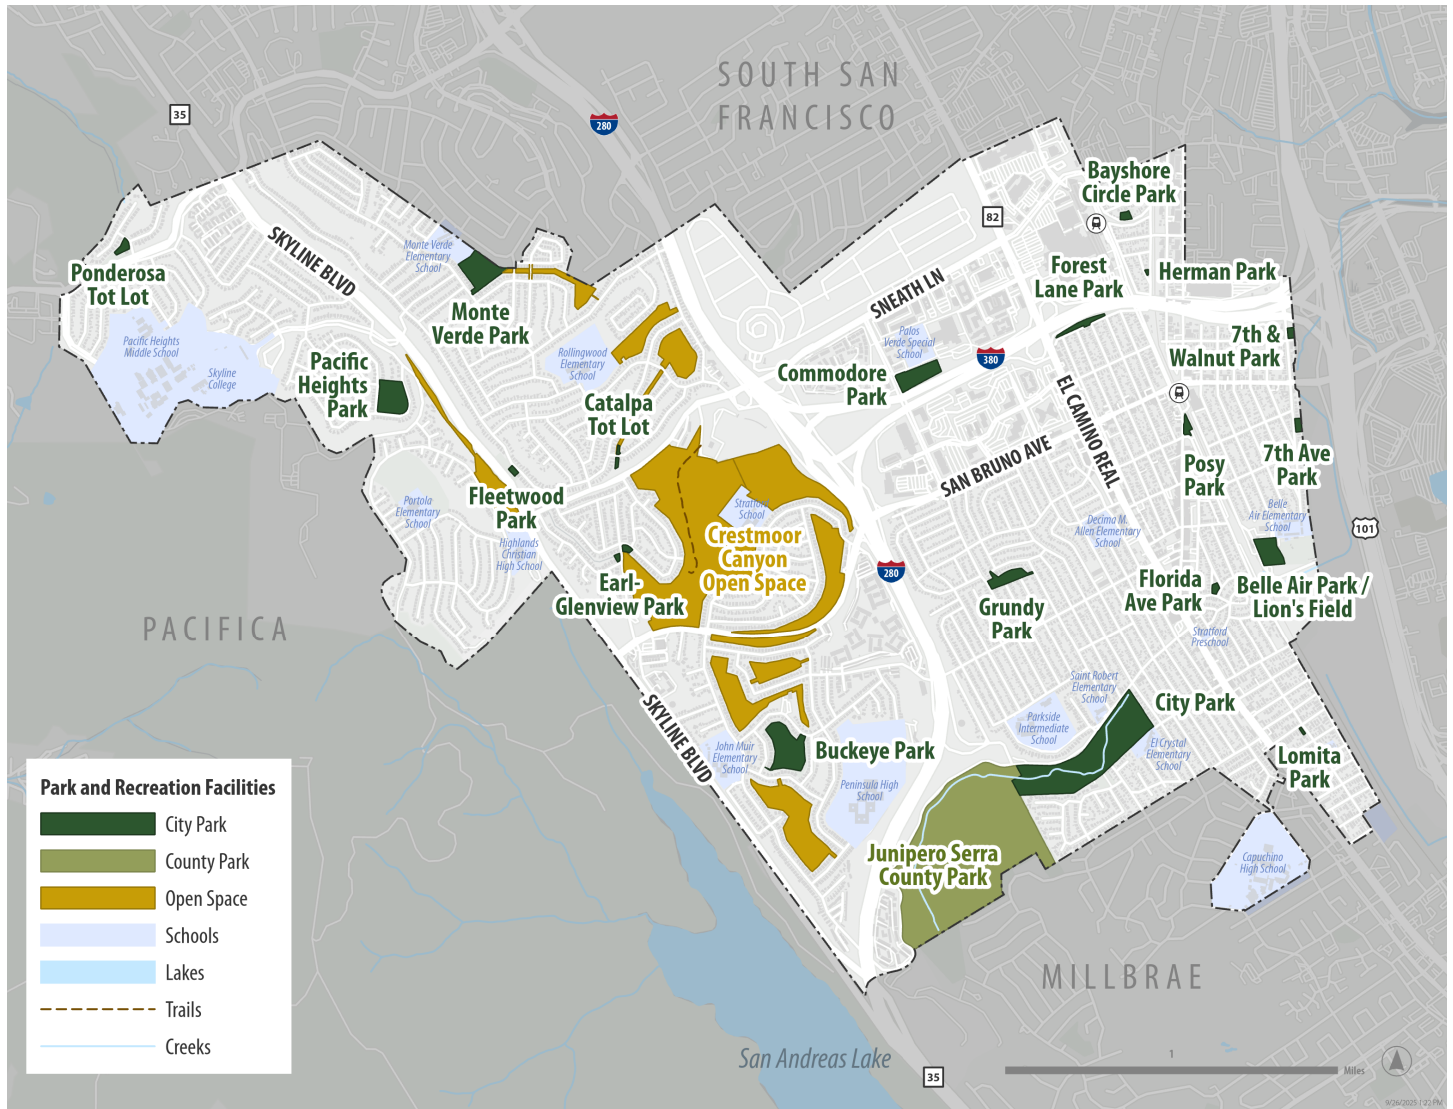 SOUTH SAN
FRANCISCO
35
280
Bayshore
Circle Park
82
SKYLINE BLVD
Monte Verde
Elementary
School
Ponderosa
Tot Lot
Forest
Lane Park
Herman Park
SNEATH LN
Monte
Verde Park
Pacific Heights
Middle School
Skyline
College
Rollingwood
Elementary
School
Palos
Verde Special
School
7th &
Walnut Park
380
Pacific
Heights
Park
Commodore
Park
Catalpa
Tot Lot
EL CAMINO REAL
SAN BRUNO AVE
7th Ave
Park
Posy
Park
Fleetwood
Park
Portola
Elementary
School
Stratford
School
Belle
Air Elementary
School
Decima M.
Allen Elementary
School
101
Highlands
Christian
High School
Crestmoor
Canyon
Open Space
280
Earl-
Glenview Park
Grundy
Park
Florida
Ave Park
Belle Air Park /
Lion's Field
PACIFICA
Stratford
Preschool
Saint Robert
Elementary
School
SKYLINE BLVD
City Park
Parkside
Intermediate
School
John Muir
Elementary
School
Buckeye Park
El Crystal
Elementary
School
Lomita
Park
Peninsula High
School
Junipero Serra
County Park
Capuchino
High School
MILLBRAE
San Andreas Lake
35
Park and Recreation Facilities
City Park
County Park
Open Space
Schools
Lakes
Trails
Creeks
1
Miles
9/26/2025 1:22 PM